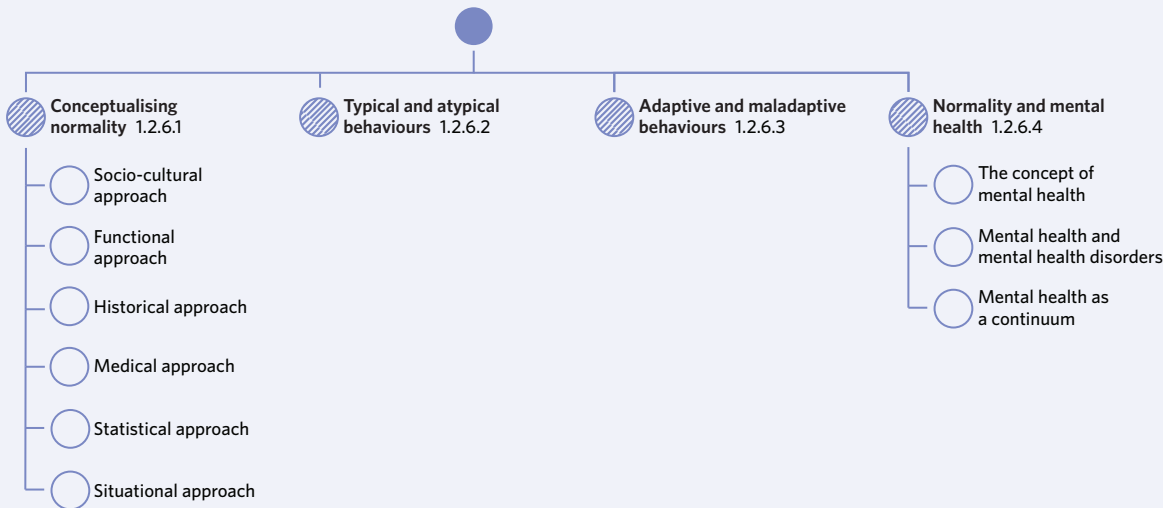 Conceptualising
normality 1.2.6.1
Socio-cultural
approach
Functional
approach
Historical approach
Medical approach
Statistical approach
Situational approach
Typical and atypical
behaviours 1.2.6.2
Adaptive and maladaptive
behaviours 1.2.6.3
Normality and mental
health 1.2.6.4
The concept of
mental health
Mental health and
mental health disorders
Mental health as
a continuum